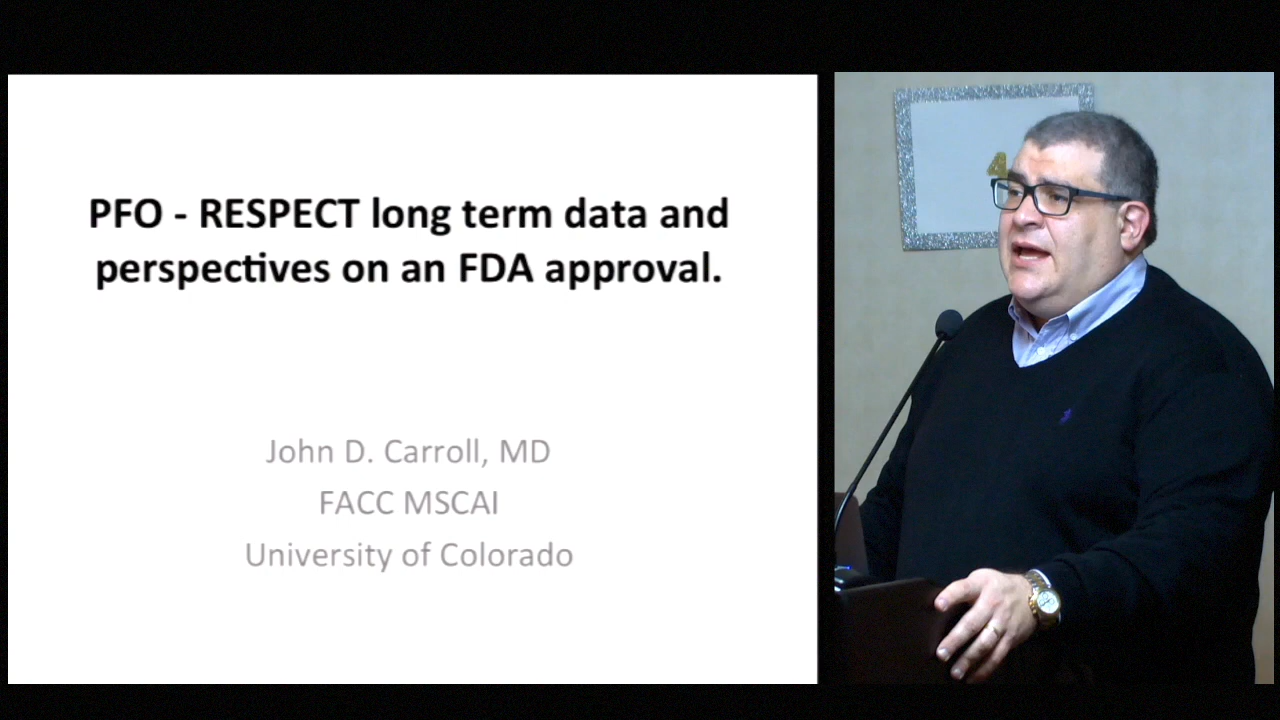 PFO - RESPECT long term data and
perspectives on an FDA approval.
John D. Carroll, MD
FACC MSCAI
University of Colorado
4